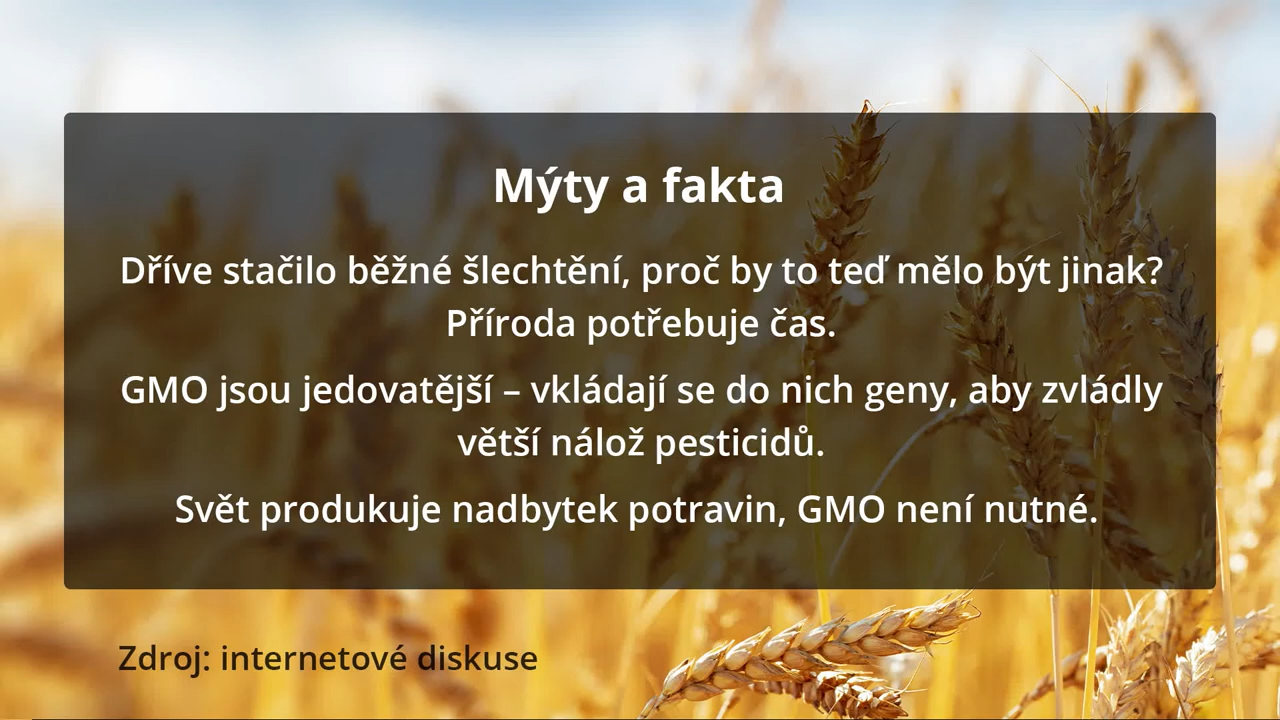 Mýty a fakta
Dříve stačilo běžné šlechtění, proč by to teď mělo být jinak?
Příroda potřebuje čas.
GMO jsou jedovatější – vkládají se do nich geny, aby zvládly
větší nálož pesticidů.
Svět produkuje nadbytek potravin, GMO není nutné.
Zdroj: internetové diskuse